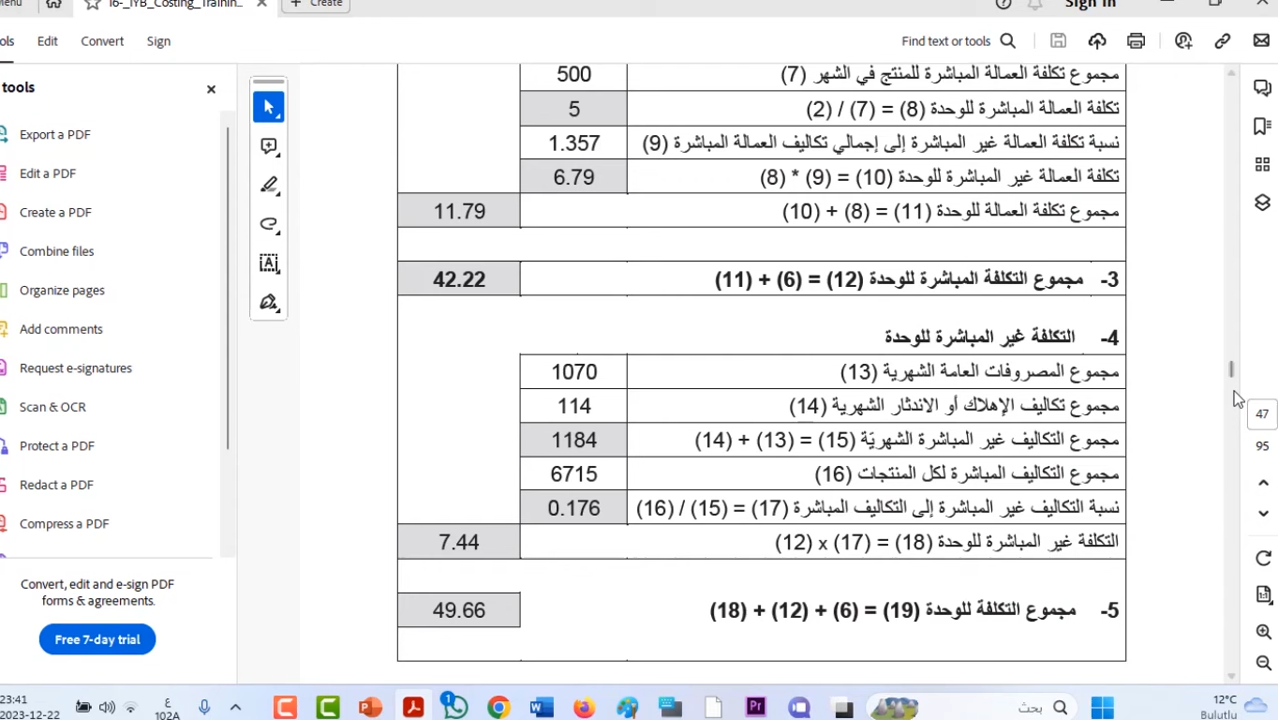 Menu
I6-_IYB_Costing_Trainin...
Create
Sign in
Edit
Convert
Sign
Find text or tools
tools
Export a PDF
Edit a PDF
Create a PDF
Combine files
Organize pages
Add comments
Request e-signatures
Scan & OCR
Protect a PDF
Redact a PDF
Compress a PDF
Convert, edit and e-sign PDF
forms & agreements.
Free 7-day trial
مجموع تكلفة العمالة المباشرة للمنتج في الشهر (7) 500
تكلفة العمالة المباشرة للوحدة (8) = (7) / (2) 5
نسبة تكلفة العمالة غير المباشرة إلى إجمالي تكاليف العمالة المباشرة (9) 1.357
تكلفة العمالة غير المباشرة للوحدة (10) = (9) * (8) 6.79
مجموع تكلفة العمالة للوحدة (11) = (8) + (10) 11.79
3- مجموع التكلفة المباشرة للوحدة (12) = (6) + (11) 42.22
4- التكلفة غير المباشرة للوحدة
مجموع المصروفات العامة الشهرية (13) 1070
مجموع تكاليف الإهلاك أو الاندثار الشهرية (14) 114
مجموع التكاليف غير المباشرة الشهريّة (15) = (13) + (14) 1184
مجموع التكاليف المباشرة لكل المنتجات (16) 6715
نسبة التكاليف غير المباشرة إلى التكاليف المباشرة (17) = (15) / (16) 0.176
التكلفة غير المباشرة للوحدة (18) = (17) x (12) 7.44
5- مجموع التكلفة للوحدة (19) = (6) + (12) + (18) 49.66
47
95
23:41
2023-12-22
ع
102A
بحث
12°C
Bulutlu